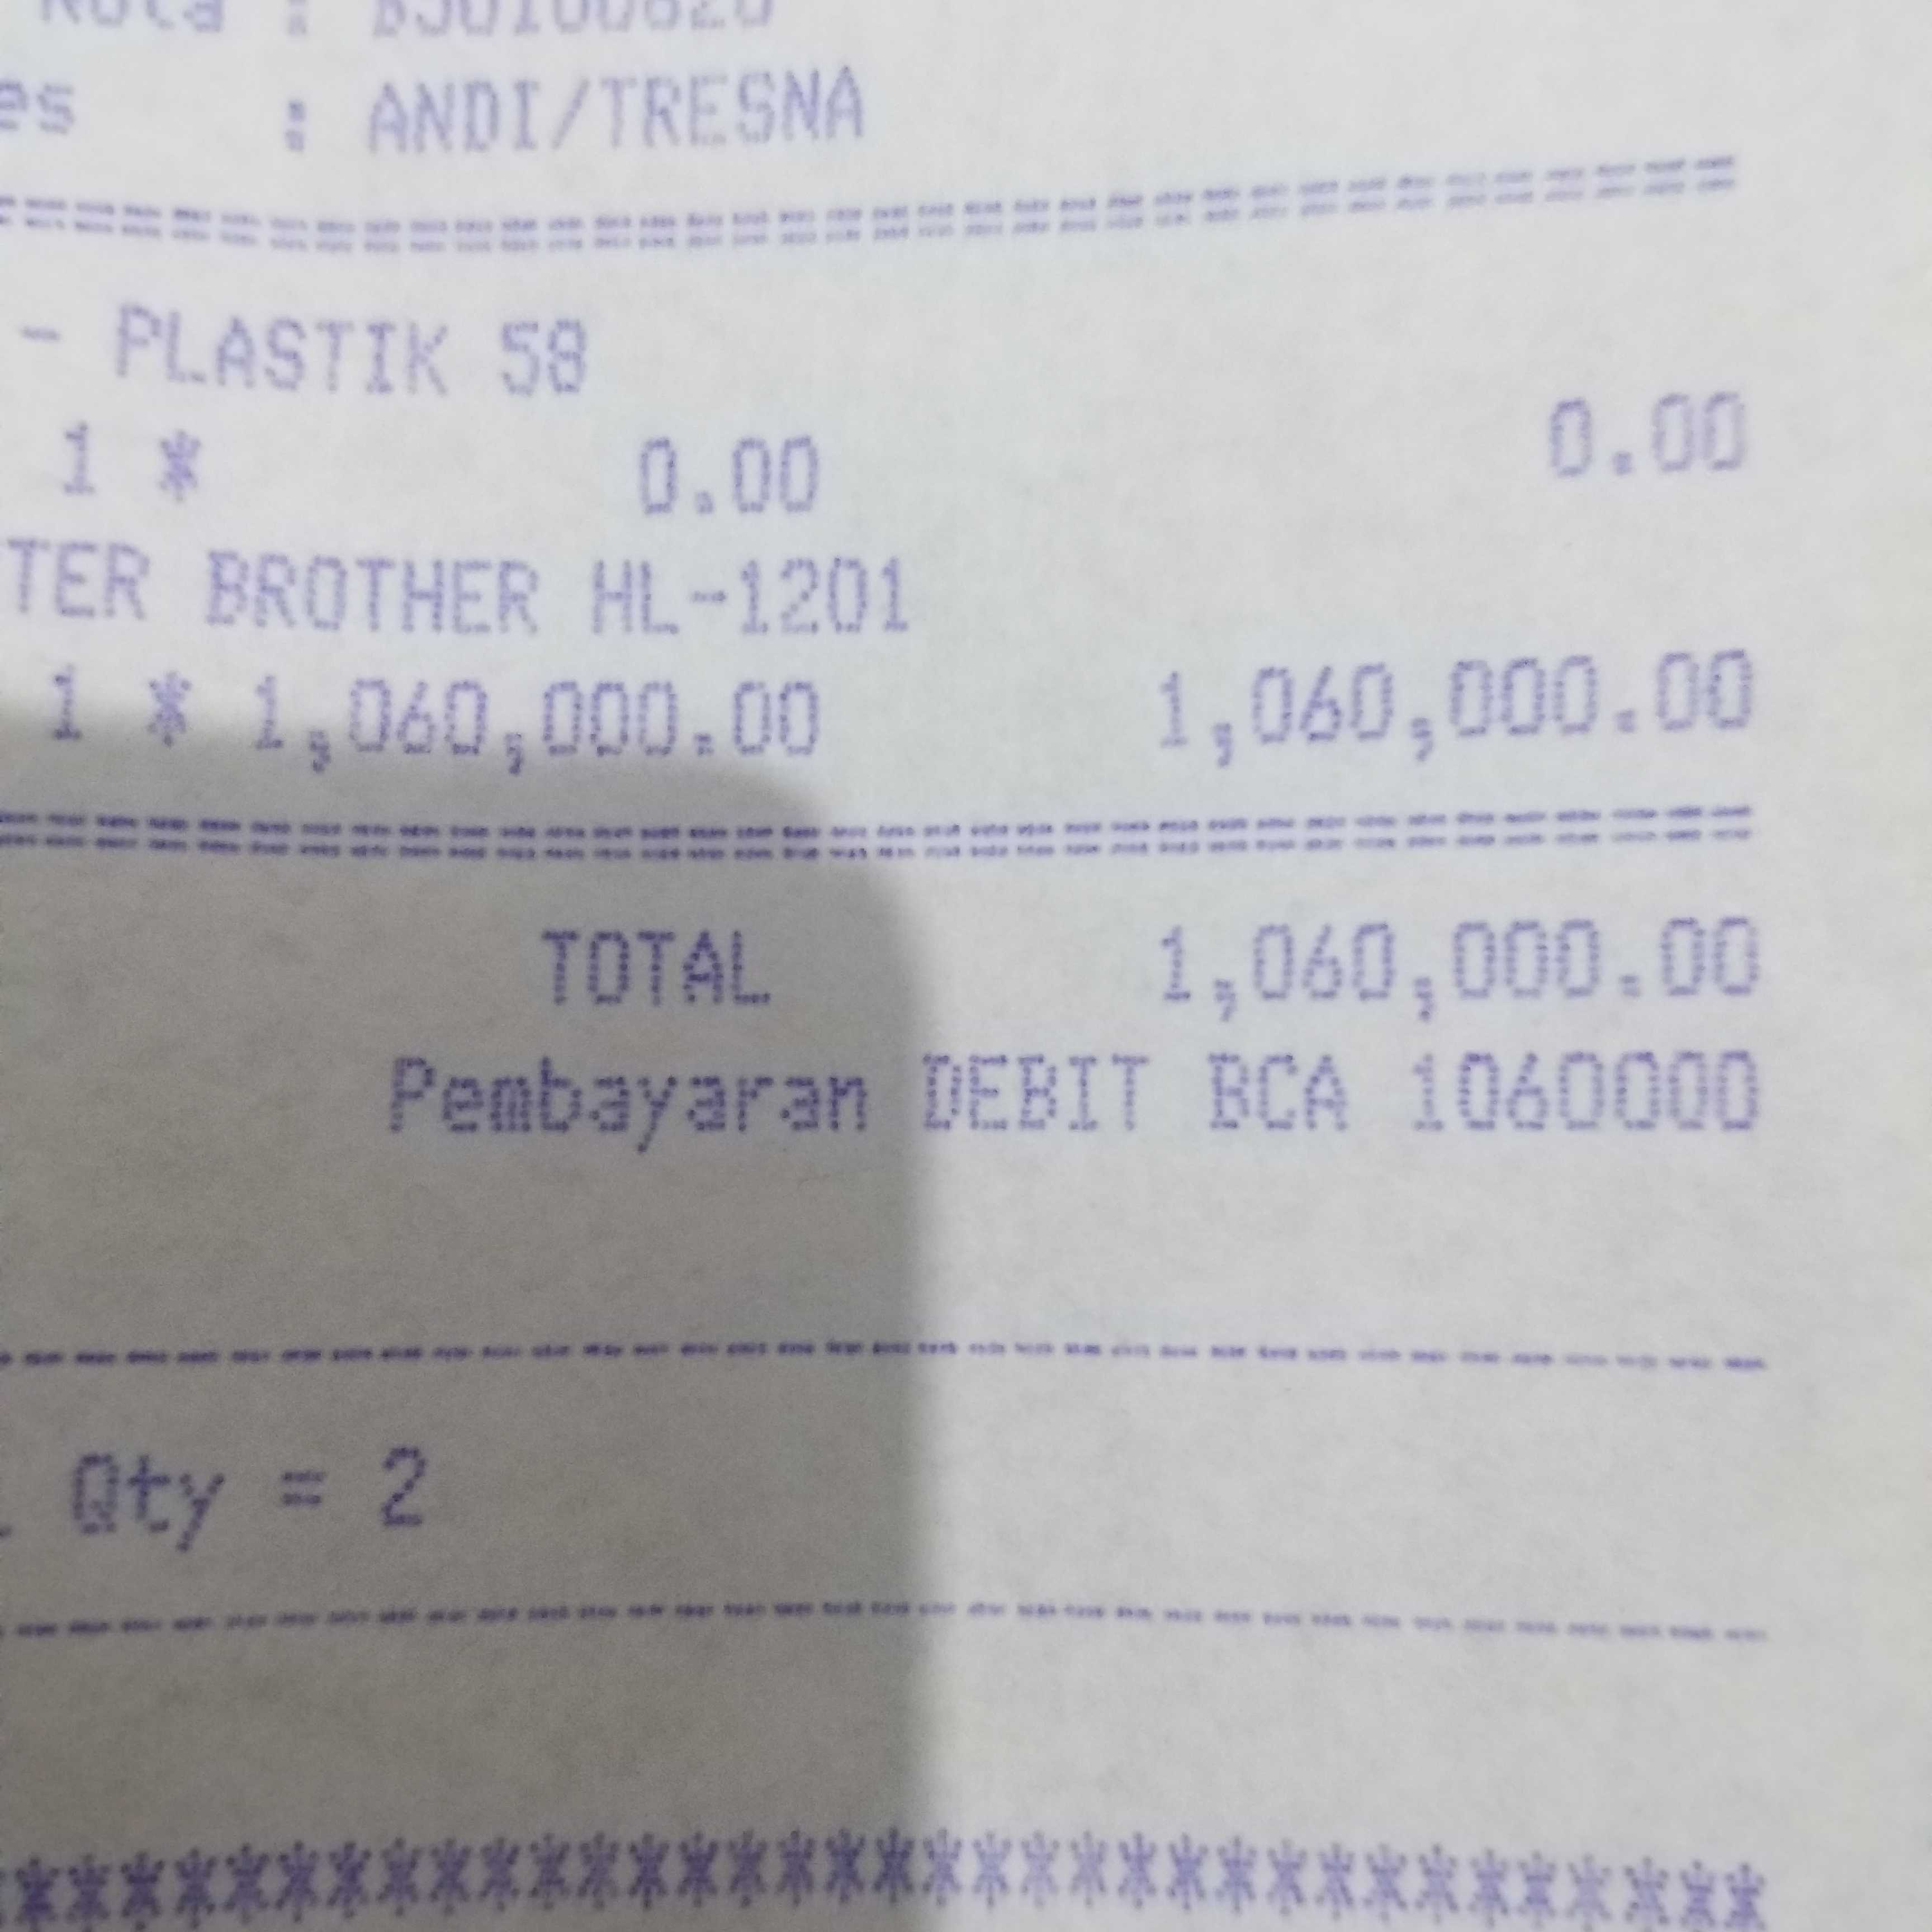 : ANDI/TRESNA
- PLASTIK 58
1 * 0.00 0.00
TER BROTHER HL-1201
1 * 1,060,000.00 1,060,000.00
TOTAL 1,060,000.00
Pembayaran DEBIT BCA 1060000
Qty = 2
***********************************